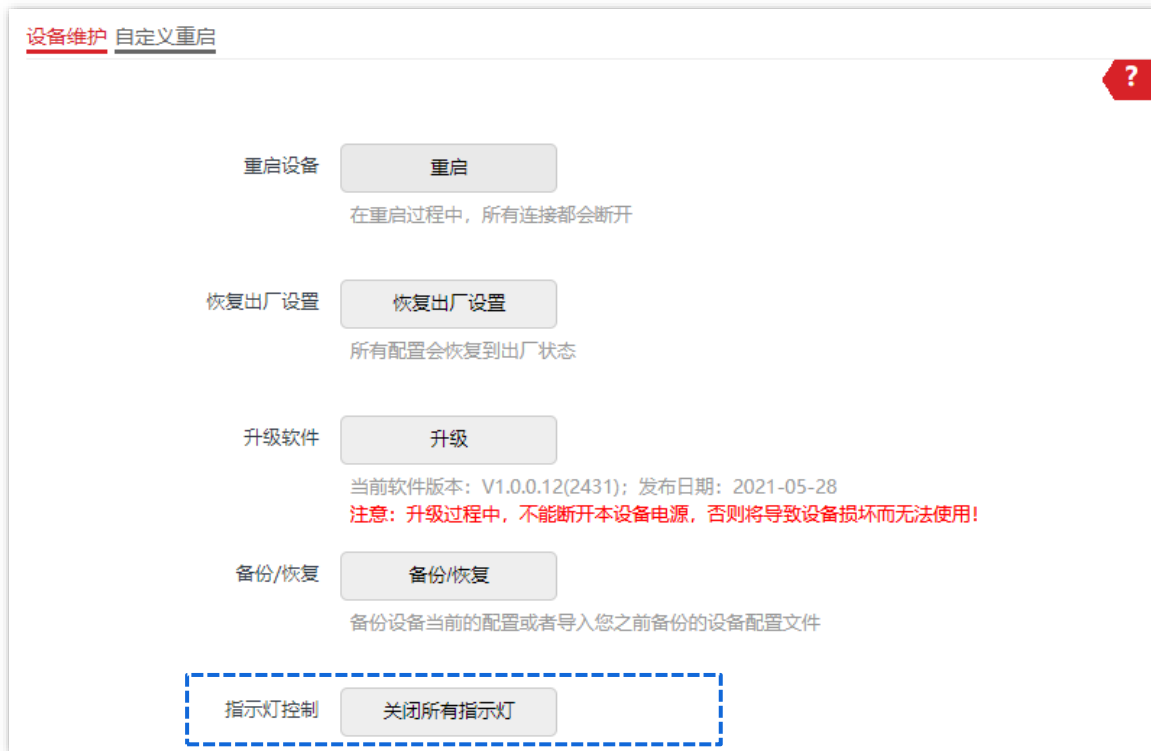 设备维护 自定义重启
?
重启设备 重启
在重启过程中，所有连接都会断开
恢复出厂设置 恢复出厂设置
所有配置会恢复到出厂状态
升级软件 升级
当前软件版本：V1.0.0.12(2431)；发布日期：2021-05-28
注意：升级过程中，不能断开本设备电源，否则将导致设备损坏而无法使用！
备份/恢复 备份/恢复
备份设备当前的配置或者导入您之前备份的设备配置文件
指示灯控制 关闭所有指示灯